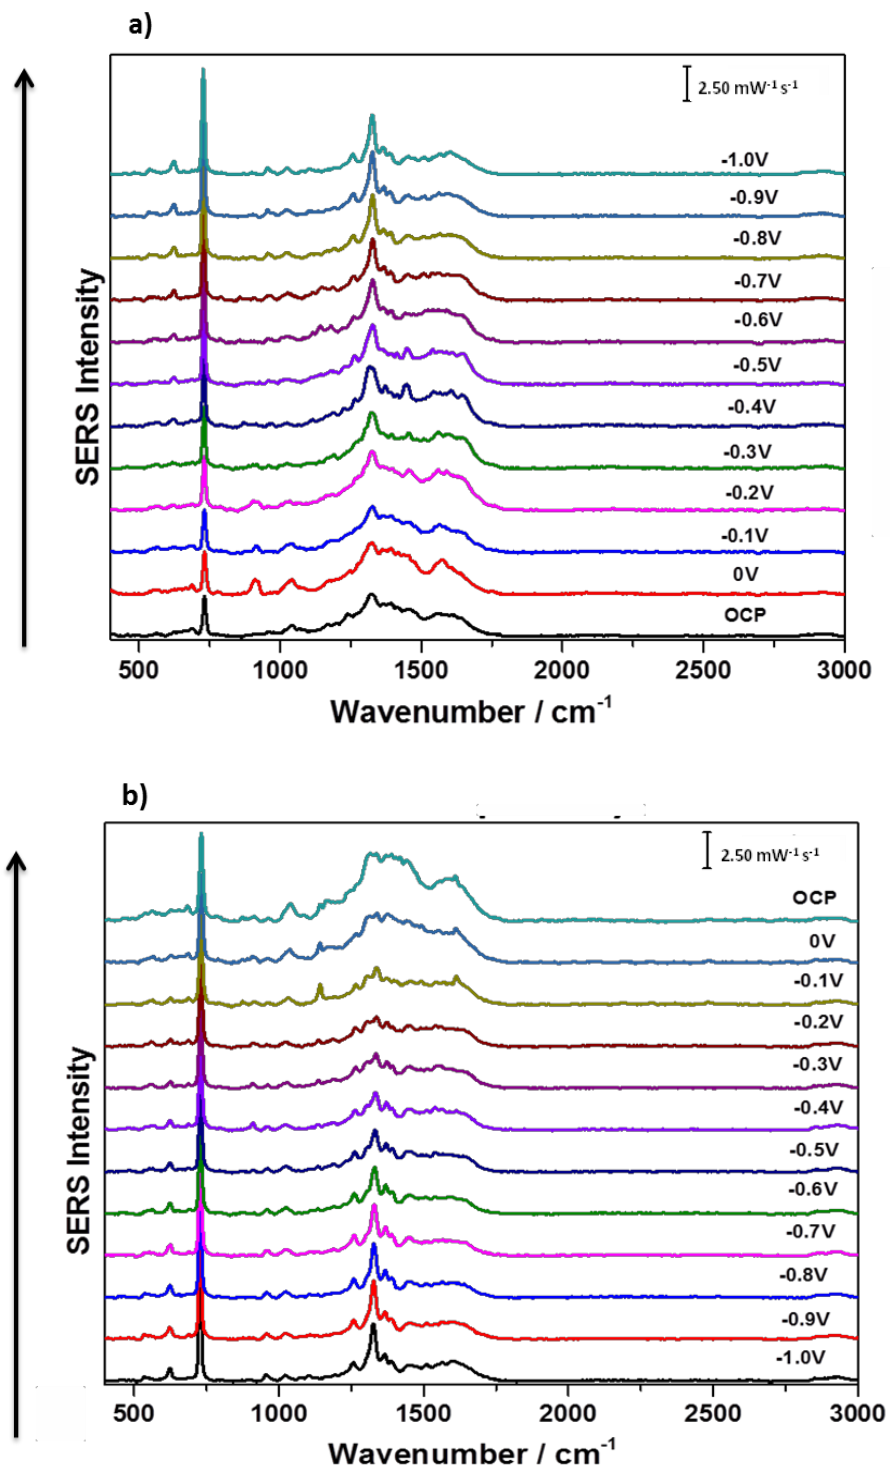 a)
2.50 mW⁻¹ s⁻¹
-1.0V
-0.9V
-0.8V
-0.7V
-0.6V
-0.5V
-0.4V
-0.3V
-0.2V
-0.1V
0V
OCP
SERS Intensity
500 1000 1500 2000 2500 3000
Wavenumber / cm⁻¹
b)
2.50 mW⁻¹ s⁻¹
OCP
0V
-0.1V
-0.2V
-0.3V
-0.4V
-0.5V
-0.6V
-0.7V
-0.8V
-0.9V
-1.0V
SERS Intensity
500 1000 1500 2000 2500 3000
Wavenumber / cm⁻¹